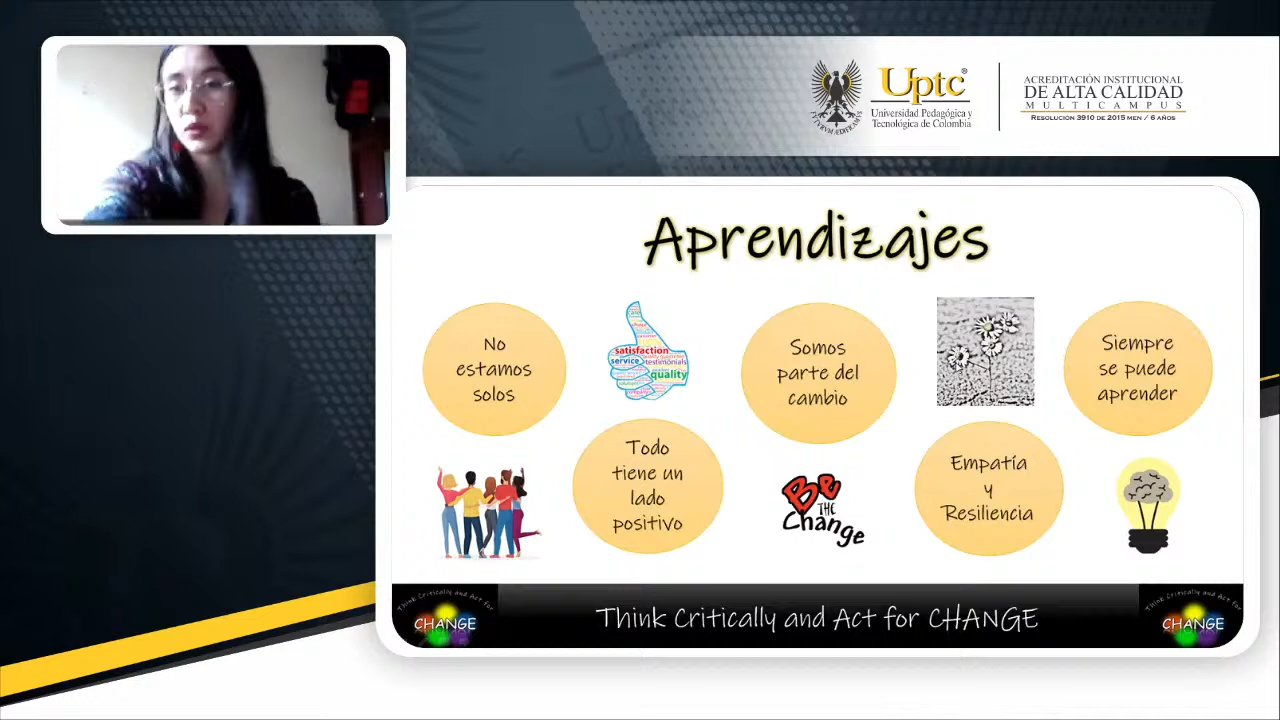 Uptc®
Universidad Pedagógica y
Tecnológica de Colombia
ACREDITACIÓN INSTITUCIONAL
DE ALTA CALIDAD
MULTICAMPUS
RESOLUCIÓN 3910 DE 2015 MEN / 6 AÑOS
Aprendizajes
No
estamos
solos
satisfaction
service
testimonials
quality
Somos
parte del
cambio
Siempre
se puede
aprender
Todo
tiene un
lado
positivo
Be
THE
Change
Empatía
y
Resiliencia
Think Critically and Act for
CHANGE
Think Critically and Act for CHANGE
Think Critically and Act for
CHANGE